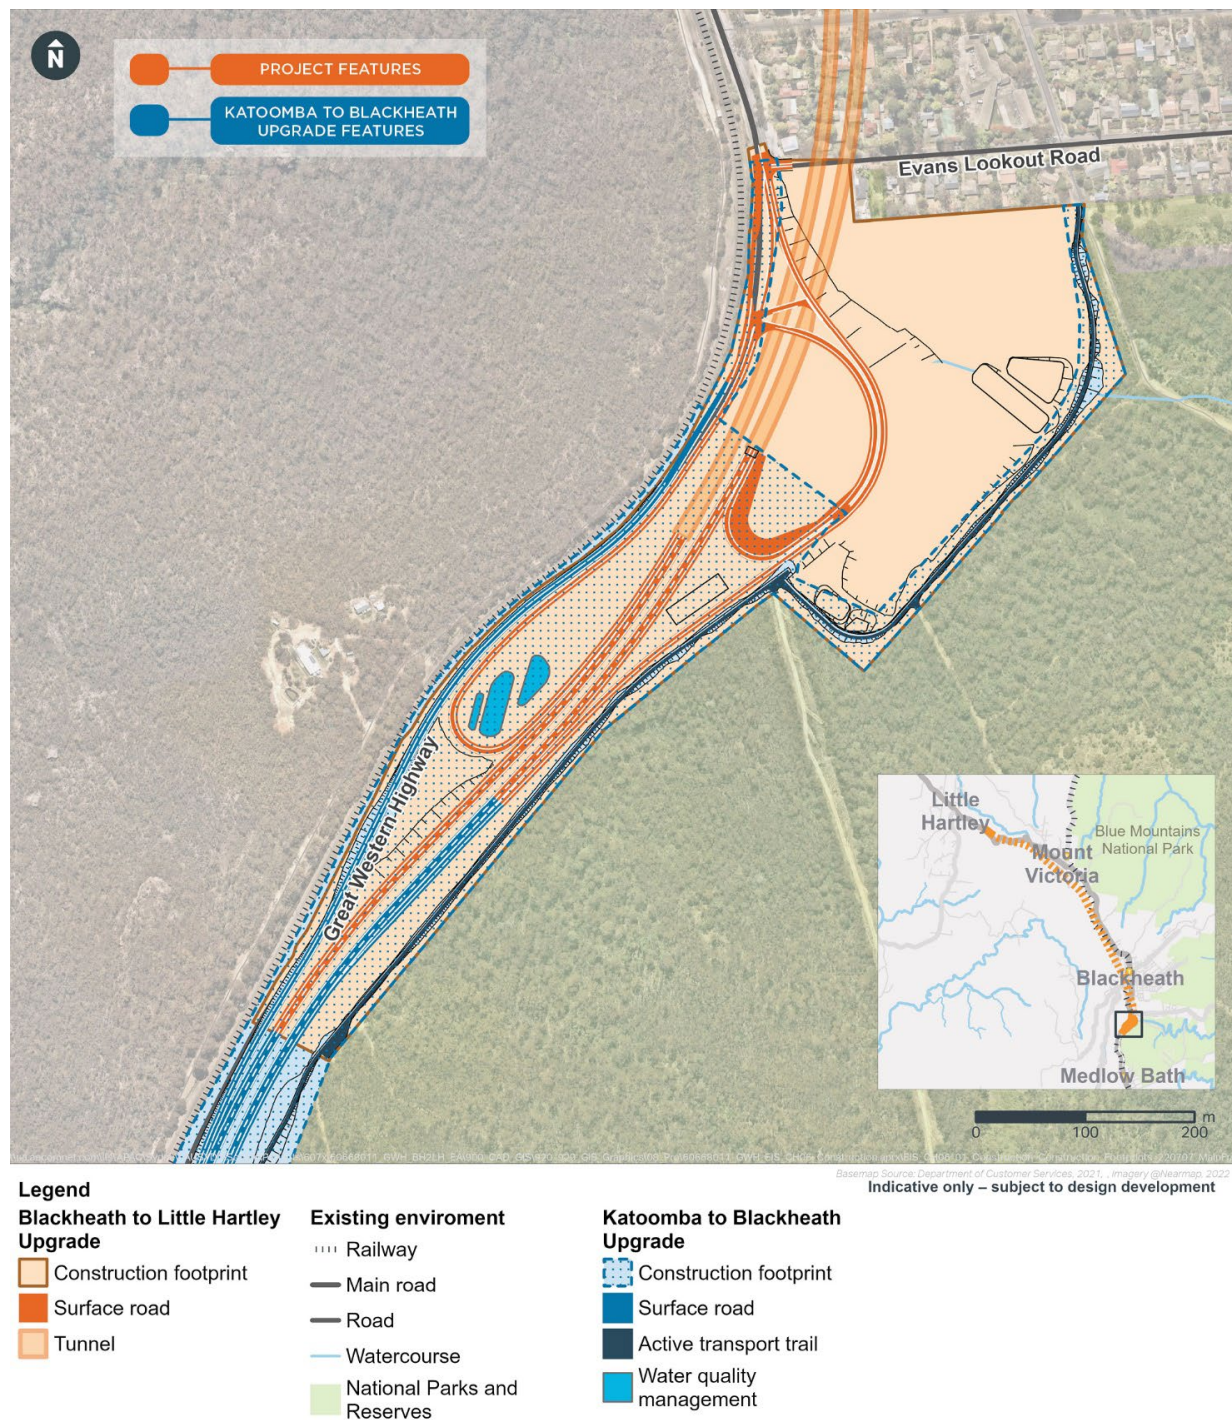 N
PROJECT FEATURES
KATOOMBA TO BLACKHEATH
UPGRADE FEATURES
Evans Lookout Road
Great Western Highway
Little
Hartley
Mount
Victoria
Blue Mountains
National Park
Blackheath
Medlow Bath
m
0 100 200
Basemap Source: Department of Customer Services, 2021, , Imagery @Nearmap, 2022
Indicative only – subject to design development
Legend
Blackheath to Little Hartley
Upgrade
Construction footprint
Surface road
Tunnel
Existing enviroment
Railway
Main road
Road
Watercourse
National Parks and
Reserves
Katoomba to Blackheath
Upgrade
Construction footprint
Surface road
Active transport trail
Water quality
management